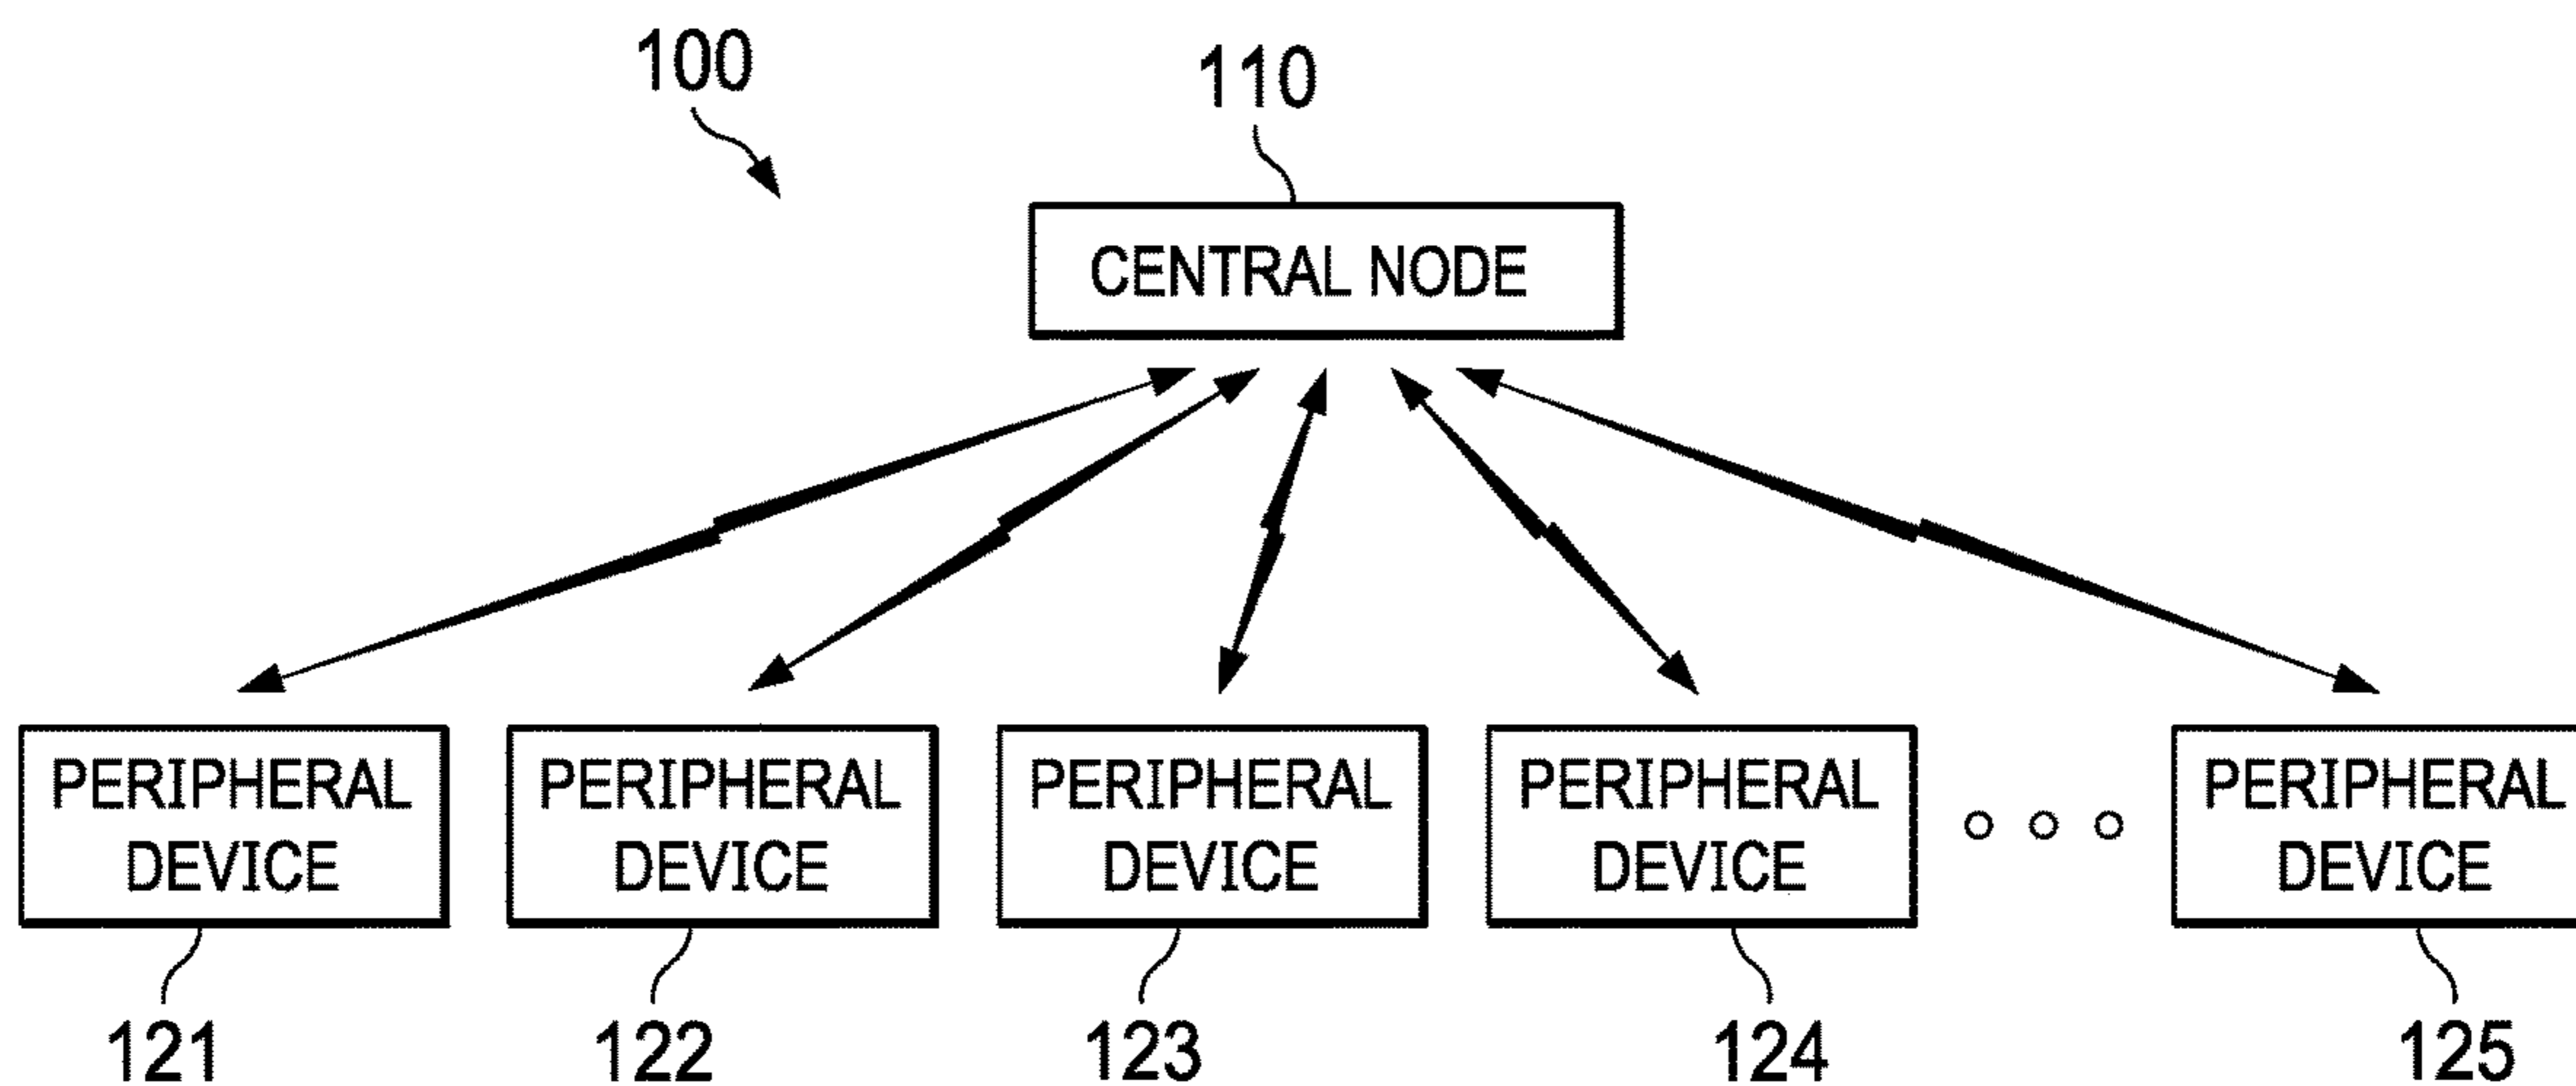 100
110
CENTRAL NODE
PERIPHERAL
DEVICE
PERIPHERAL
DEVICE
PERIPHERAL
DEVICE
PERIPHERAL
DEVICE
PERIPHERAL
DEVICE
121
122
123
124
125